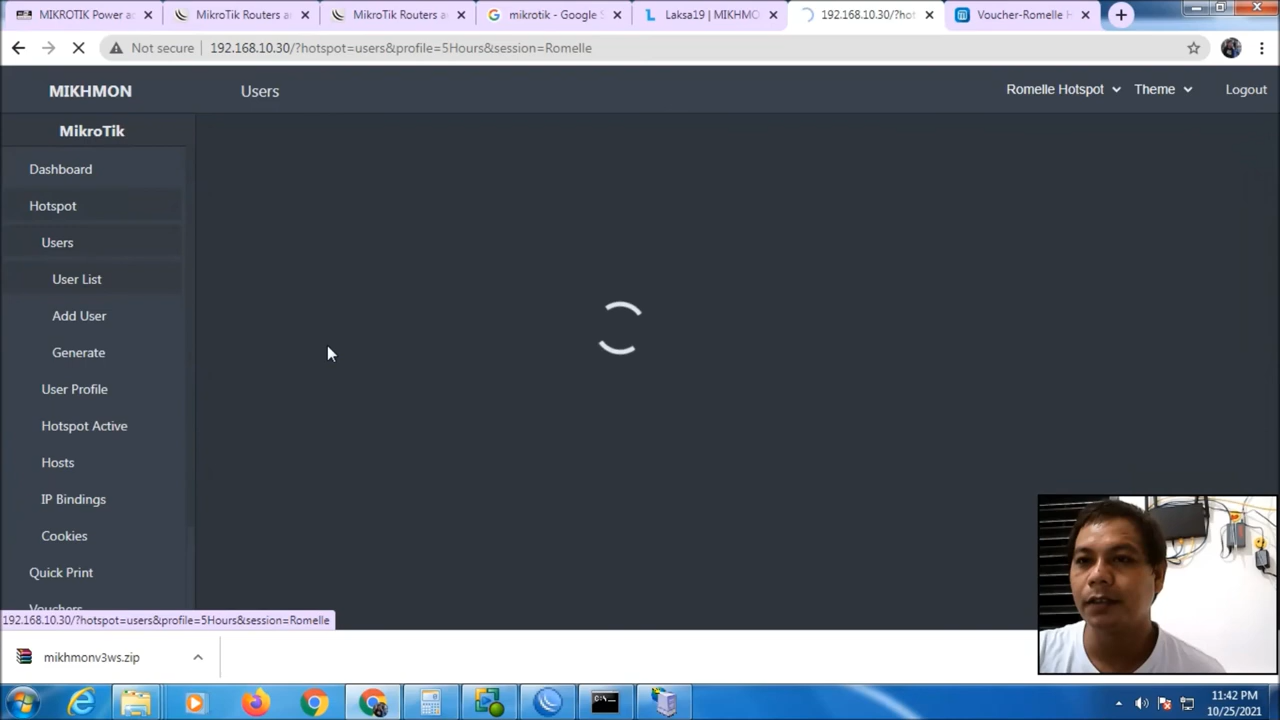 MIKROTIK Power a
MikroTik Routers a
MikroTik Routers a
mikrotik - Google S
Laksa19 | MIKHMO
192.168.10.30/?hot
Voucher-Romelle H
Not secure
192.168.10.30/?hotspot=users&profile=5Hours&session=Romelle
MIKHMON
Users
Romelle Hotspot
Theme
Logout
MikroTik
Dashboard
Hotspot
Users
User List
Add User
Generate
User Profile
Hotspot Active
Hosts
IP Bindings
Cookies
Quick Print
Vouchers
192.168.10.30/?hotspot=users&profile=5Hours&session=Romelle
mikhmonv3ws.zip
11:42 PM
10/25/2021